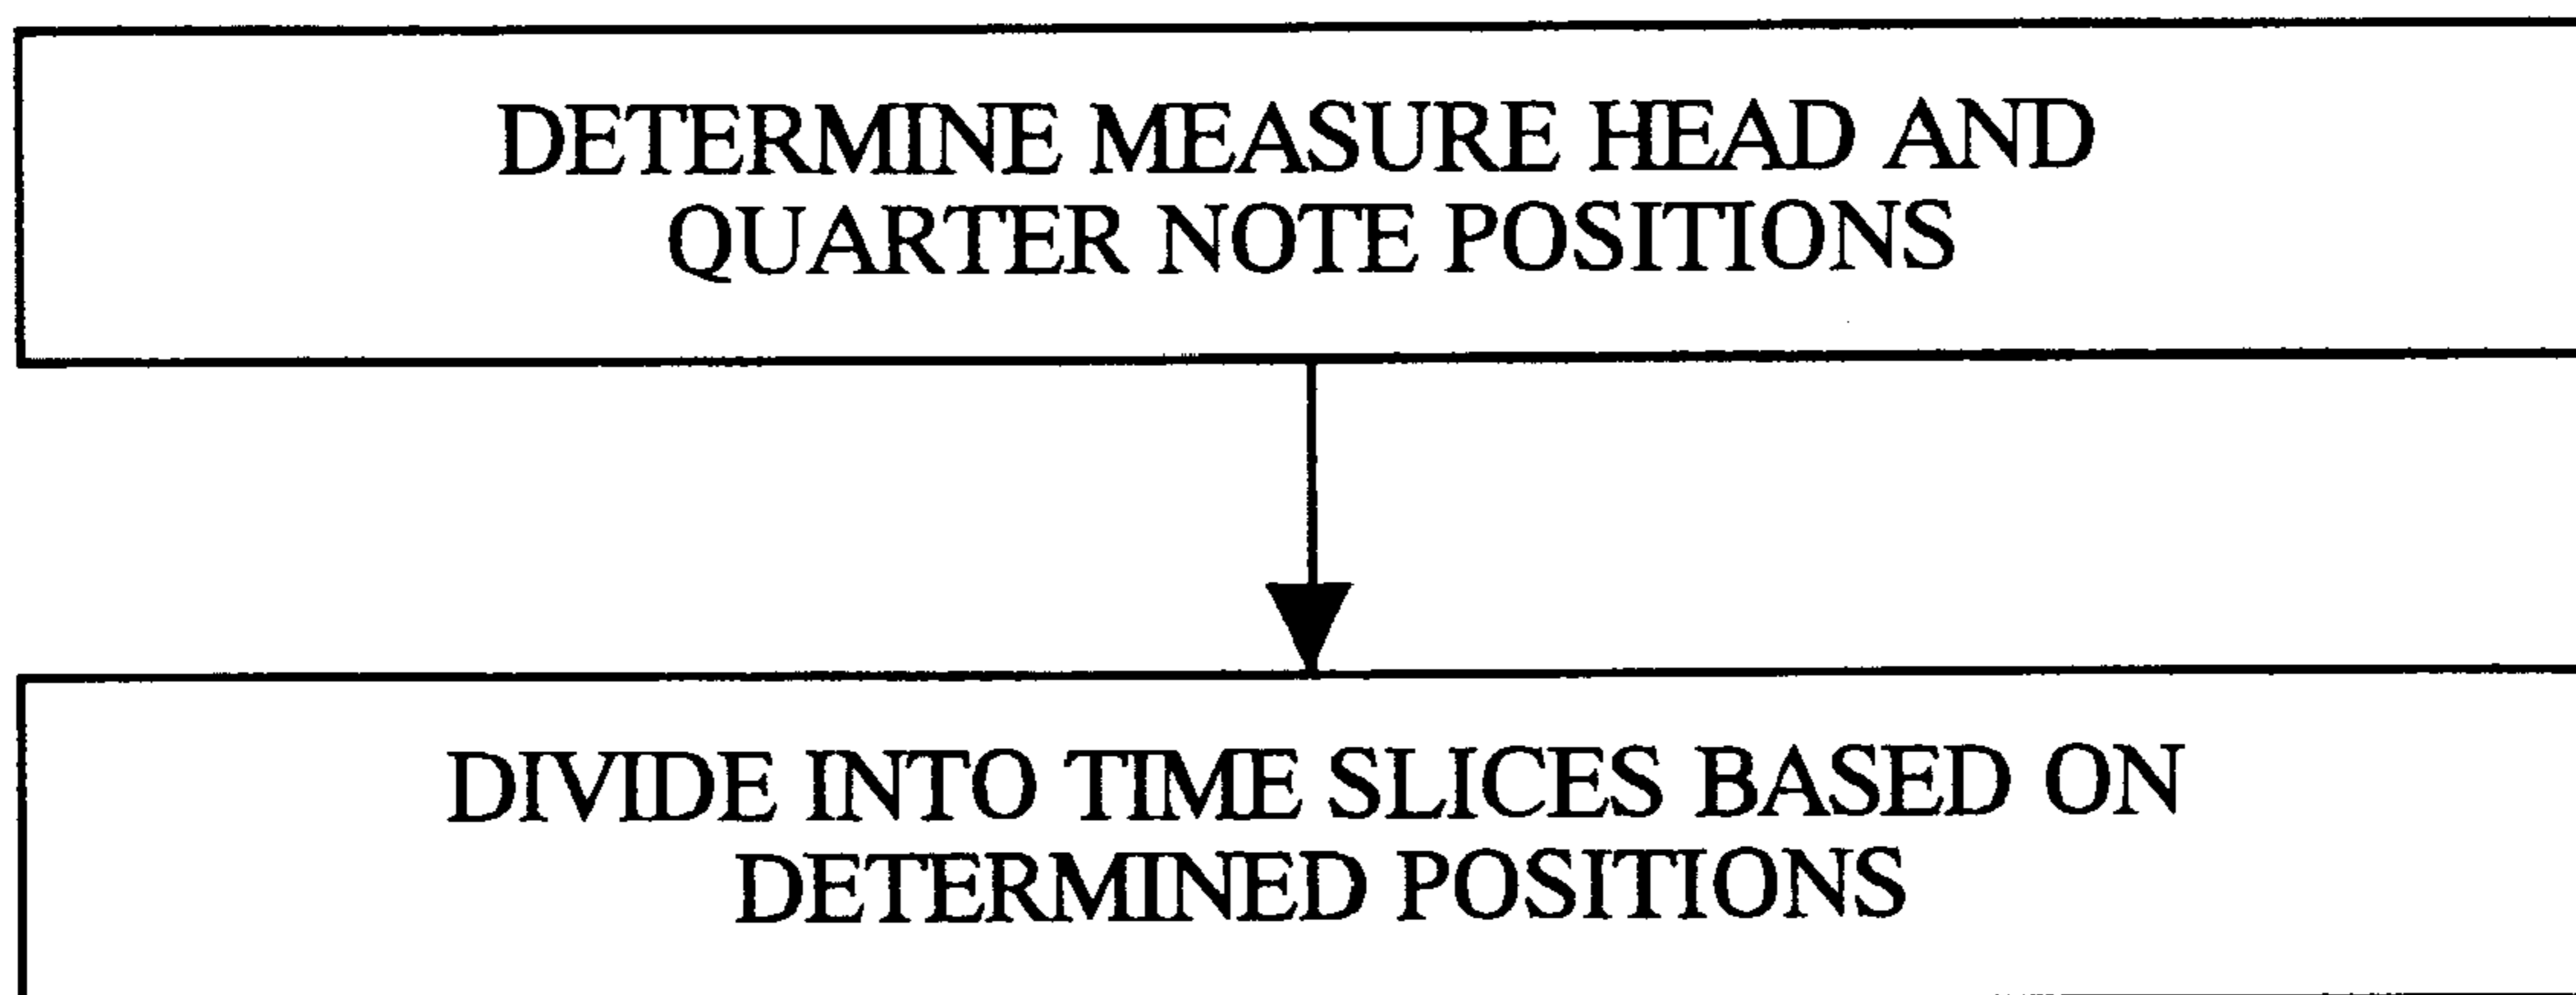 DETERMINE MEASURE HEAD AND
QUARTER NOTE POSITIONS
DIVIDE INTO TIME SLICES BASED ON
DETERMINED POSITIONS